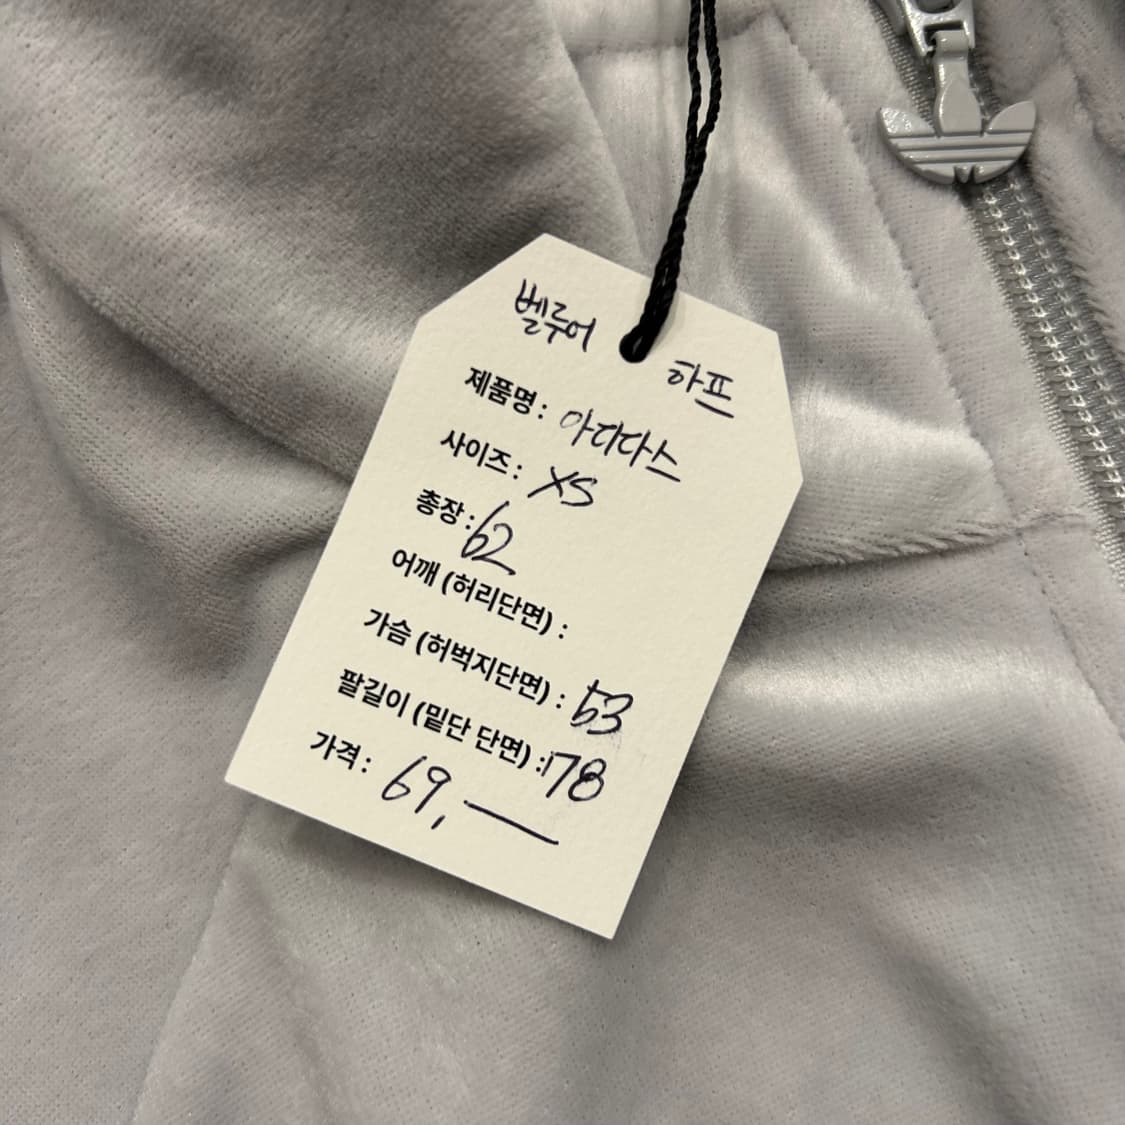 벨루어 하프
제품명 : 아디다스
사이즈 : XS
총장 : 62
어깨 (허리단면) :
가슴 (허벅지단면) : 53
팔길이 (밑단 단면) : 78
가격 : 69,—